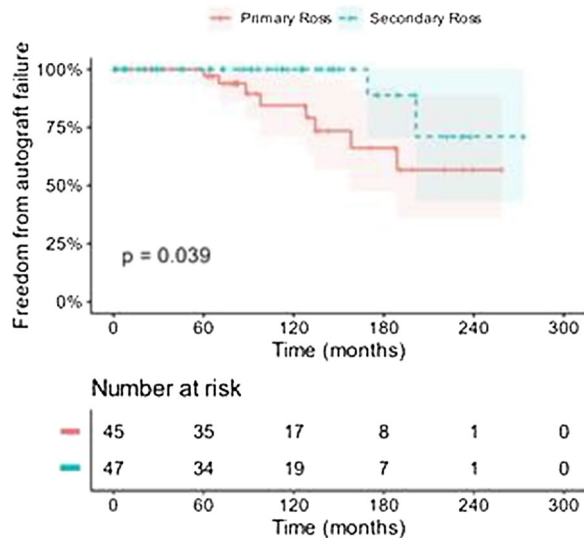 Primary Ross Secondary Ross
Freedom from autograft failure
100%
75%
50%
25%
0%
p = 0.039
0 60 120 180 240 300
Time (months)
Number at risk
45 35 17 8 1 0
47 34 19 7 1 0
0 60 120 180 240 300
Time (months)